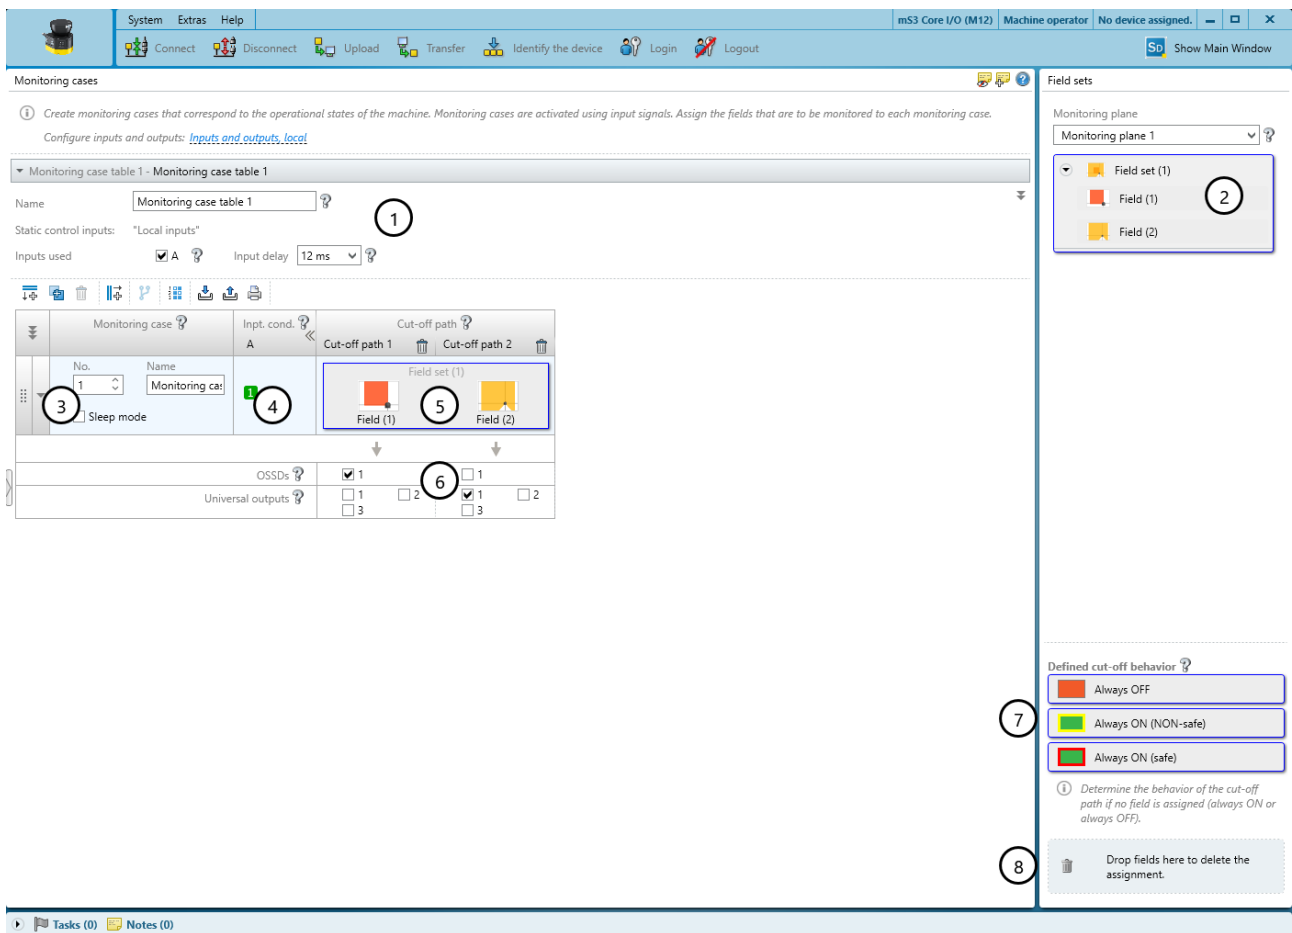 System Extras Help
mS3 Core I/O (M12) Machine operator No device assigned.
Connect Disconnect Upload Transfer Identify the device Login Logout
SD Show Main Window
Monitoring cases
Create monitoring cases that correspond to the operational states of the machine. Monitoring cases are activated using input signals. Assign the fields that are to be monitored to each monitoring case.
Configure inputs and outputs: Inputs and outputs, local
Monitoring case table 1 - Monitoring case table 1
Name Monitoring case table 1
1
Static control inputs: "Local inputs"
Inputs used A Input delay 12 ms
Monitoring case Inpt. cond. Cut-off path
A Cut-off path 1 Cut-off path 2
No. Name
1 Monitoring ca
Sleep mode
3
1
4
Field set (1)
5
Field (1) Field (2)
OSSDs 1 1
6
Universal outputs 1 2 1 2
3 3
Field sets
Monitoring plane
Monitoring plane 1
Field set (1)
Field (1)
2
Field (2)
Defined cut-off behavior
Always OFF
7
Always ON (NON-safe)
Always ON (safe)
Determine the behavior of the cut-off
path if no field is assigned (always ON or
always OFF).
8
Drop fields here to delete the
assignment.
Tasks (0) Notes (0)